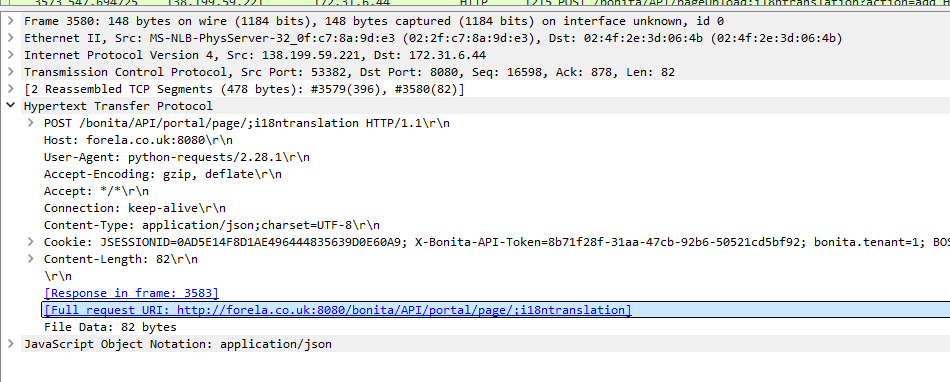 3573 547.694725 138.199.59.221 172.31.6.44 HTTP 1215 POST /bonita/API/pageUpload;i18ntranslation?action=add H
Frame 3580: 148 bytes on wire (1184 bits), 148 bytes captured (1184 bits) on interface unknown, id 0
Ethernet II, Src: MS-NLB-PhysServer-32_0f:c7:8a:9d:e3 (02:2f:c7:8a:9d:e3), Dst: 02:4f:2e:3d:06:4b (02:4f:2e:3d:06:4b)
Internet Protocol Version 4, Src: 138.199.59.221, Dst: 172.31.6.44
Transmission Control Protocol, Src Port: 53382, Dst Port: 8080, Seq: 16598, Ack: 878, Len: 82
[2 Reassembled TCP Segments (478 bytes): #3579(396), #3580(82)]
Hypertext Transfer Protocol
POST /bonita/API/portal/page/;i18ntranslation HTTP/1.1\r\n
Host: forela.co.uk:8080\r\n
User-Agent: python-requests/2.28.1\r\n
Accept-Encoding: gzip, deflate\r\n
Accept: */*\r\n
Connection: keep-alive\r\n
Content-Type: application/json;charset=UTF-8\r\n
Cookie: JSESSIONID=0AD5E14F8D1AE496444835639D0E60A9; X-Bonita-API-Token=8b71f28f-31aa-47cb-92b6-50521cd5bf92; bonita.tenant=1; BOS
Content-Length: 82\r\n
\r\n
[Response in frame: 3583]
[Full request URI: http://forela.co.uk:8080/bonita/API/portal/page/;i18ntranslation]
File Data: 82 bytes
JavaScript Object Notation: application/json